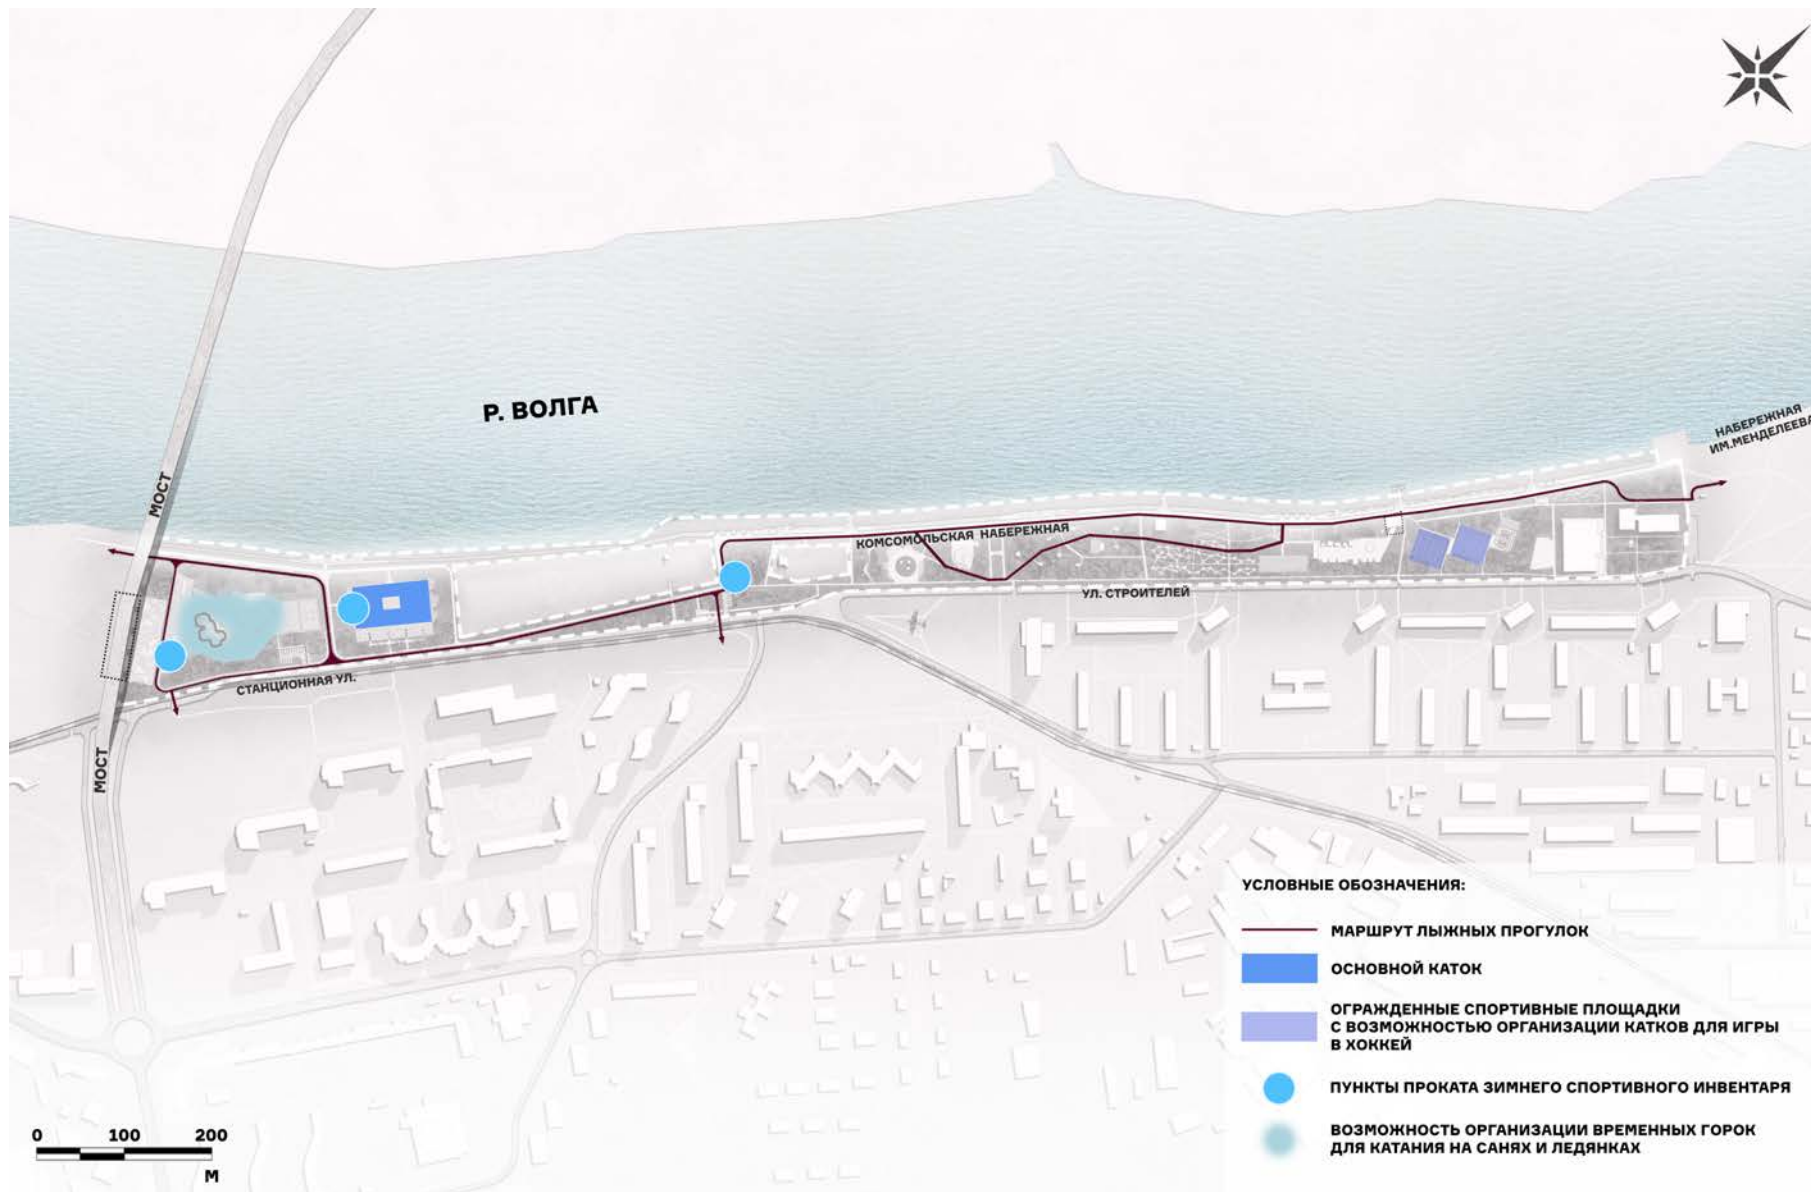 Р. ВОЛГА
НАБЕРЕЖНАЯ
ИМ.МЕНДЕЛЕЕВА
МОСТ
КОМСОМОЛЬСКАЯ НАБЕРЕЖНАЯ
УЛ. СТРОИТЕЛЕЙ
СТАНЦИОННАЯ УЛ.
МОСТ
УСЛОВНЫЕ ОБОЗНАЧЕНИЯ:
МАРШРУТ ЛЫЖНЫХ ПРОГУЛОК
ОСНОВНОЙ КАТОК
ОГРАЖДЕННЫЕ СПОРТИВНЫЕ ПЛОЩАДКИ
С ВОЗМОЖНОСТЬЮ ОРГАНИЗАЦИИ КАТКОВ ДЛЯ ИГРЫ
В ХОККЕЙ
ПУНКТЫ ПРОКАТА ЗИМНЕГО СПОРТИВНОГО ИНВЕНТАРЯ
ВОЗМОЖНОСТЬ ОРГАНИЗАЦИИ ВРЕМЕННЫХ ГОРОК
ДЛЯ КАТАНИЯ НА САНЯХ И ЛЕДЯНКАХ
0 100 200
М